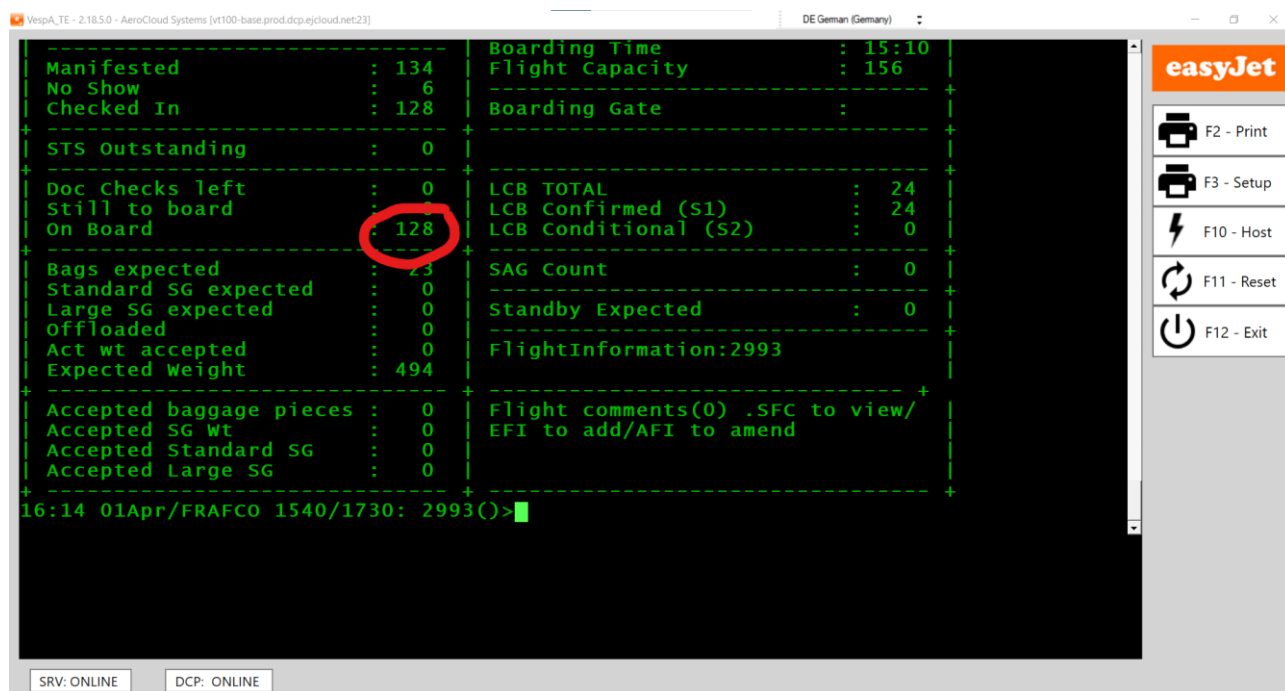 VespA_TE - 2.18.5.0 - AeroCloud Systems [vt100-base.prod.dcp.ejcloud.net:23]
DE German (Germany)
Boarding Time : 15:10
Manifested : 134
Flight Capacity : 156
No Show : 6
Checked In : 128
Boarding Gate :
STS Outstanding : 0
Doc Checks left : 0
LCB TOTAL : 24
Still to board : 0
LCB Confirmed (S1) : 24
On Board : 128
LCB Conditional (S2) : 0
Bags expected : 23
SAG Count : 0
Standard SG expected : 0
Large SG expected : 0
Standby Expected : 0
Offloaded : 0
Act wt accepted : 0
FlightInformation:2993
Expected Weight : 494
Accepted baggage pieces : 0
Flight comments(0) .SFC to view/
Accepted SG Wt : 0
EFI to add/AFI to amend
Accepted Standard SG : 0
Accepted Large SG : 0
16:14 01Apr/FRAFCO 1540/1730: 2993()>
easyJet
F2 - Print
F3 - Setup
F10 - Host
F11 - Reset
F12 - Exit
SRV: ONLINE
DCP: ONLINE